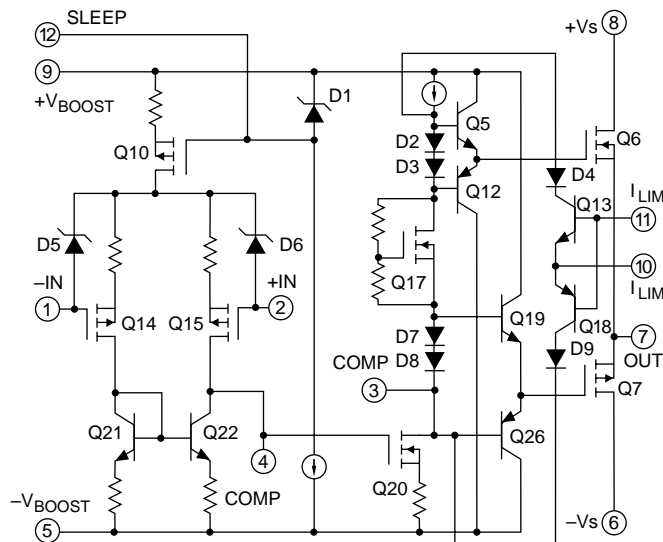 SLEEP
12
8
+Vs
9
D1
+VBOOST
Q5
Q6
Q10
D2
D3
D4
Q12
Q13
ILIM
11
D5
D6
–IN
+IN
10
ILIM
1
2
Q14
Q15
Q17
Q18
Q19
7
OUT
D7
D8
D9
COMP
3
Q7
Q21
Q22
4
Q26
COMP
Q20
–VBOOST
5
6
–Vs